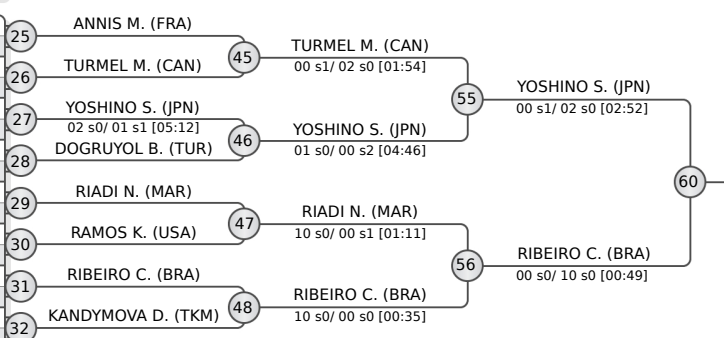 25
ANNIS M. (FRA)
26
TURMEL M. (CAN)
45
TURMEL M. (CAN)
00 s1/ 02 s0 [01:54]
27
YOSHINO S. (JPN)
02 s0/ 01 s1 [05:12]
28
DOGRUYOL B. (TUR)
46
YOSHINO S. (JPN)
01 s0/ 00 s2 [04:46]
55
YOSHINO S. (JPN)
00 s1/ 02 s0 [02:52]
29
RIADI N. (MAR)
30
RAMOS K. (USA)
47
RIADI N. (MAR)
10 s0/ 00 s1 [01:11]
31
RIBEIRO C. (BRA)
32
KANDYMOVA D. (TKM)
48
RIBEIRO C. (BRA)
10 s0/ 00 s0 [00:35]
56
RIBEIRO C. (BRA)
00 s0/ 10 s0 [00:49]
60